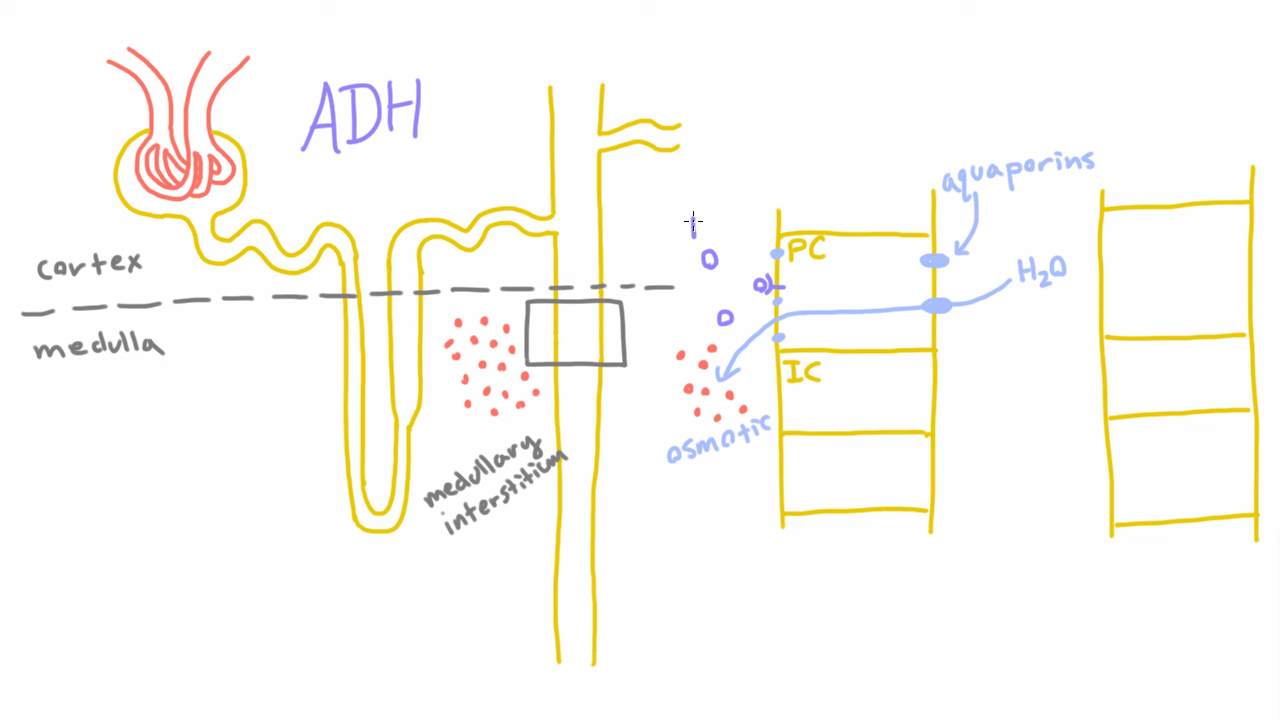 ADH
aquaporins
PC
H₂O
cortex
medulla
IC
osmotic
medullary
interstitium